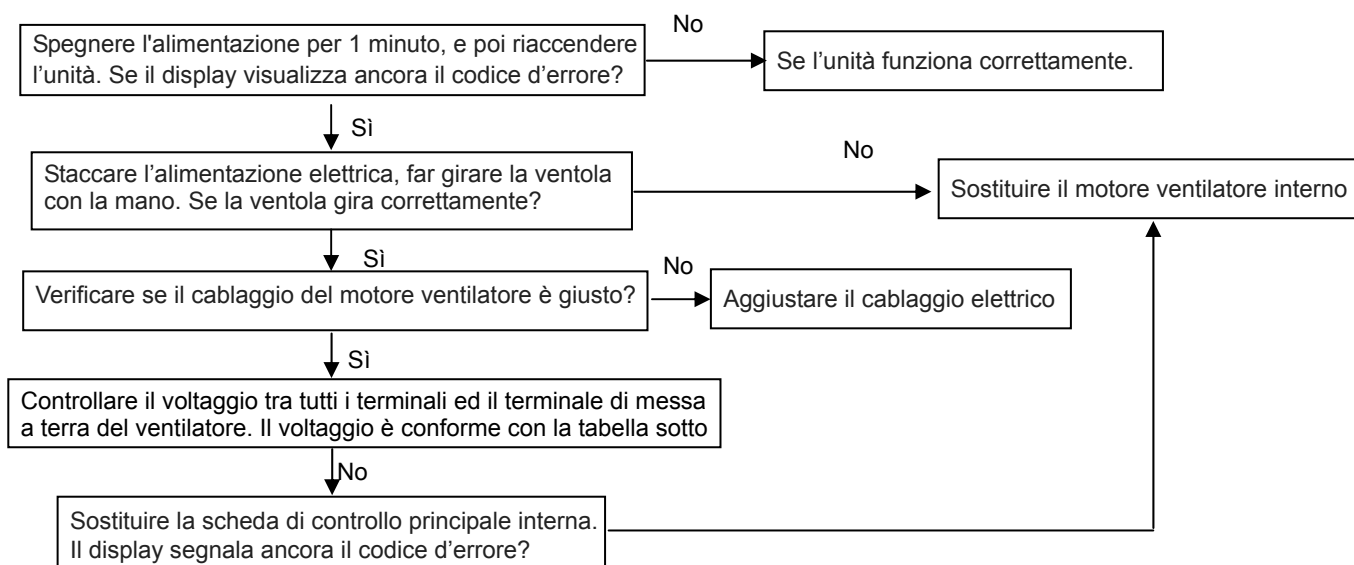 No
Spegnere l'alimentazione per 1 minuto, e poi riaccendere
l’unità. Se il display visualizza ancora il codice d’errore?
Se l’unità funziona correttamente.
Sì
No
Staccare l’alimentazione elettrica, far girare la ventola
con la mano. Se la ventola gira correttamente?
Sostituire il motore ventilatore interno
Sì
No
Verificare se il cablaggio del motore ventilatore è giusto?
Aggiustare il cablaggio elettrico
Sì
Controllare il voltaggio tra tutti i terminali ed il terminale di messa
a terra del ventilatore. Il voltaggio è conforme con la tabella sotto
No
Sostituire la scheda di controllo principale interna.
Il display segnala ancora il codice d’errore?